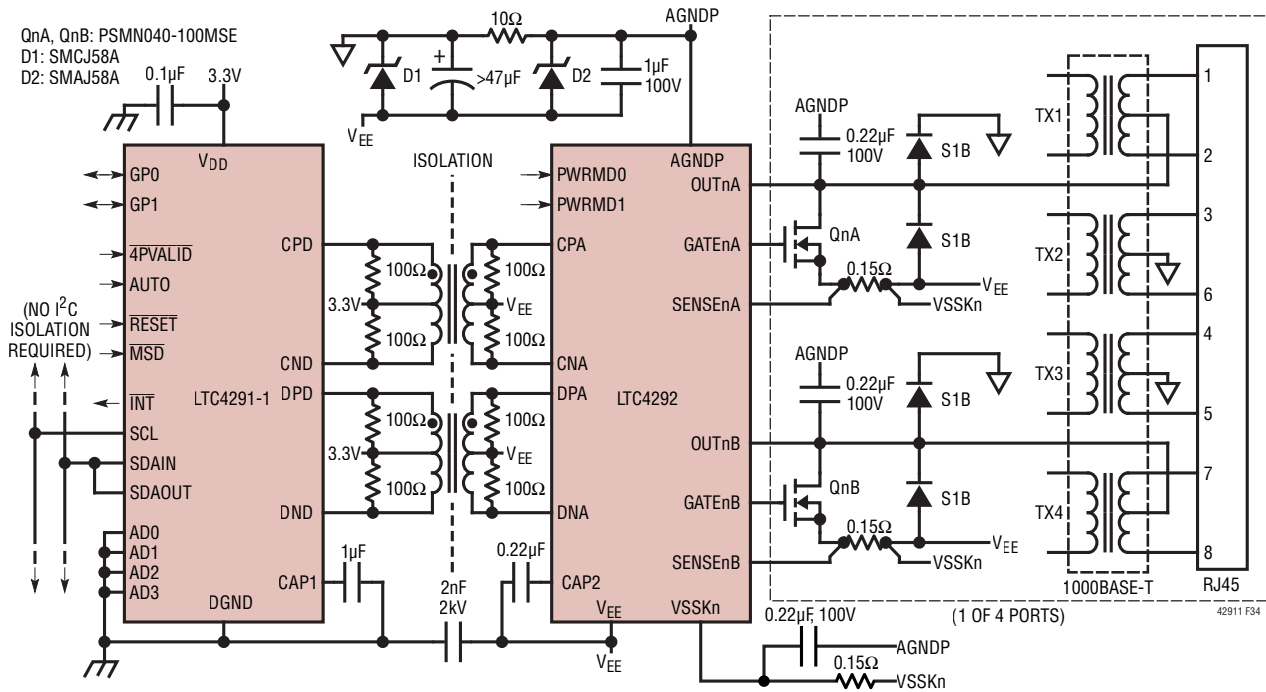 QnA, QnB: PSMN040-100MSE
D1: SMCJ58A
D2: SMAJ58A
0.1µF
3.3V
10Ω
AGNDP
D1
+
>47µF
D2
1µF
100V
VEE
VDD
GP0
GP1
4PVALID
AUTO
RESET
MSD
INT
SCL
SDAIN
SDAOUT
AD0
AD1
AD2
AD3
DGND
LTC4291-1
CPD
CND
DPD
DND
CAP1
(NO I2C
ISOLATION
REQUIRED)
ISOLATION
100Ω
3.3V
100Ω
100Ω
VEE
100Ω
100Ω
3.3V
100Ω
100Ω
VEE
100Ω
1µF
2nF
2kV
0.22µF
PWRMD0
PWRMD1
CPA
CNA
DPA
DNA
CAP2
LTC4292
AGNDP
OUTnA
GATEnA
SENSEnA
OUTnB
GATEnB
SENSEnB
VEE
VSSKn
VEE
AGNDP
0.22µF
100V
S1B
QnA
S1B
0.15Ω
VEE
VSSKn
AGNDP
0.22µF
100V
S1B
QnB
S1B
0.15Ω
VEE
VSSKn
0.22µF, 100V
AGNDP
0.15Ω
VSSKn
(1 OF 4 PORTS)
TX1
TX2
TX3
TX4
1000BASE-T
1
2
3
6
4
5
7
8
RJ45
42911 F34